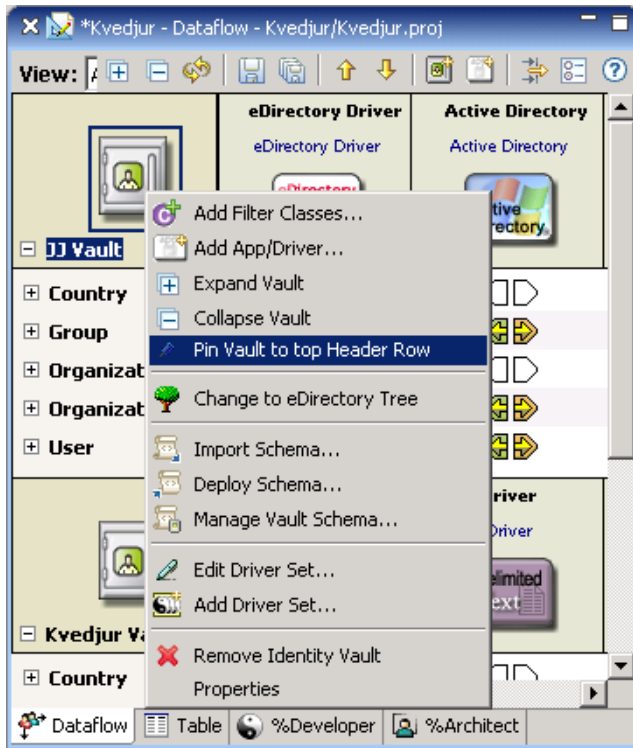 *Kvedjur - Dataflow - Kvedjur/Kvedjur.proj
View:
eDirectory Driver
Active Directory
eDirectory Driver
Active Directory
eDirectory
JJ Vault
Add Filter Classes...
Add App/Driver...
Expand Vault
Collapse Vault
Pin Vault to top Header Row
Change to eDirectory Tree
Import Schema...
Deploy Schema...
Manage Vault Schema...
Edit Driver Set...
Add Driver Set...
Remove Identity Vault
Properties
Country
Group
User
Kvedjur
Country
Dataflow
Table
%Developer
%Architect